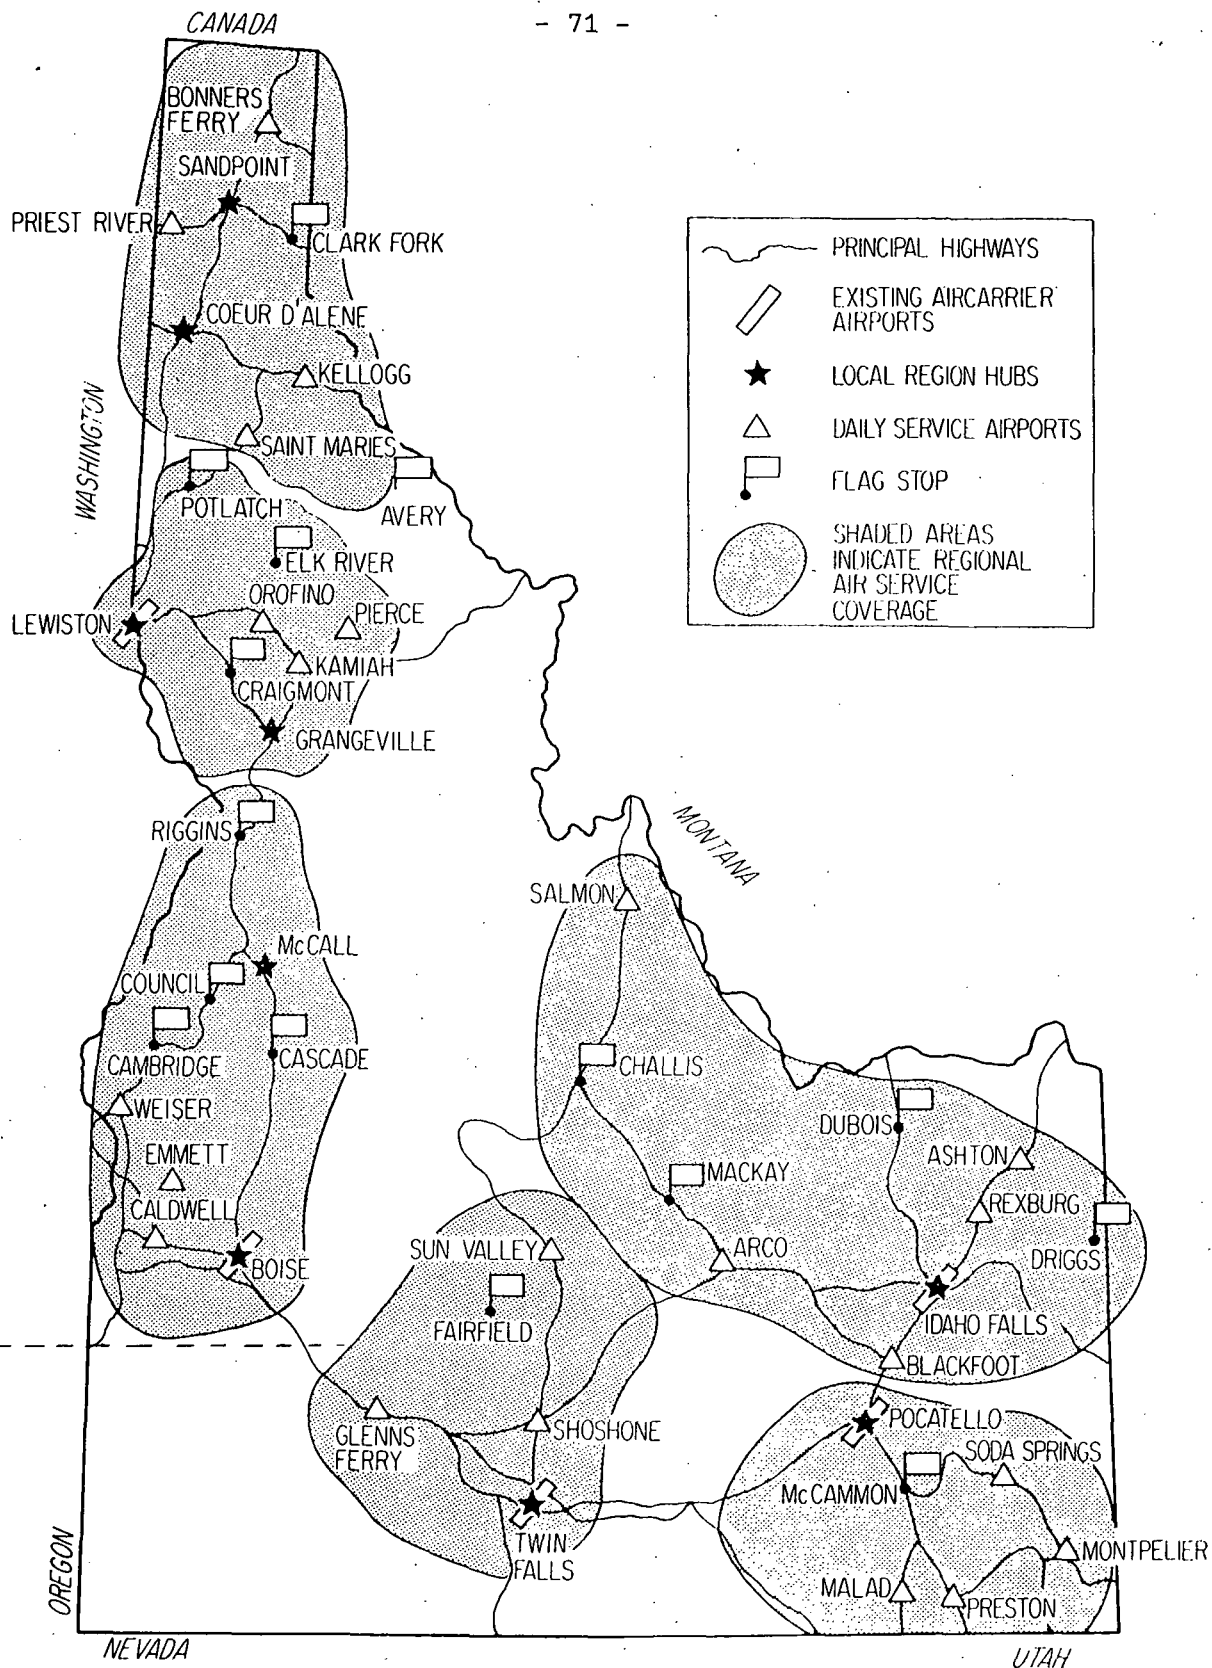 - 71 -
CANADA
BONNERS
FERRY
SANDPOINT
PRIEST RIVER
CLARK FORK
COEUR D'ALENE
KELLOGG
WASHINGTON
SAINT MARIES
POTLATCH
AVERY
ELK RIVER
OROFINO
PIERCE
LEWISTON
KAMIAH
CRAIGMONT
GRANGEVILLE
PRINCIPAL HIGHWAYS
EXISTING AIRCARRIER
AIRPORTS
LOCAL REGION HUBS
DAILY SERVICE AIRPORTS
FLAG STOP
SHADED AREAS
INDICATE REGIONAL
AIR SERVICE
COVERAGE
RIGGINS
MONTANA
SALMON
McCALL
COUNCIL
CAMBRIDGE
CASCADE
CHALLIS
WEISER
DUBOIS
EMMETT
ASHTON
MACKAY
CALDWELL
REXBURG
SUN VALLEY
ARCO
DRIGGS
BOISE
FAIRFIELD
IDAHO FALLS
BLACKFOOT
GLENNS
FERRY
SHOSHONE
POCATELLO
SODA SPRINGS
McCAMMON
TWIN
FALLS
MONTPELIER
OREGON
MALAD
PRESTON
NEVADA
UTAH